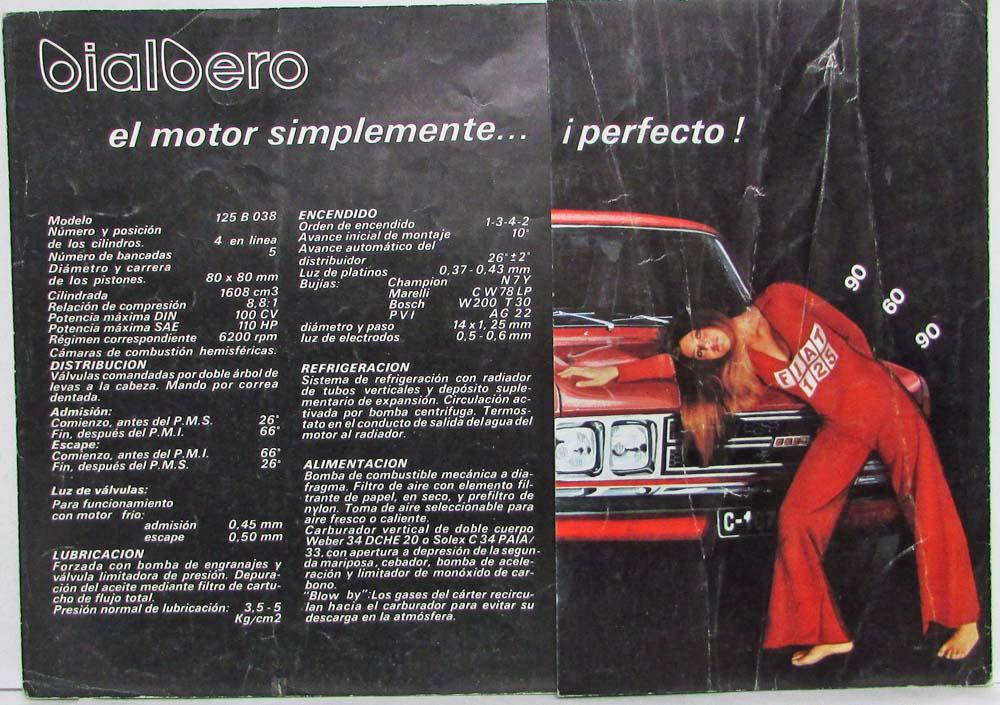 bialbero
el motor simplemente... ¡perfecto!
Modelo 125 B 038
Número y posición
de los cilindros. 4 en línea
Número de bancadas 5
Diámetro y carrera
de los pistones. 80 x 80 mm
Cilindrada 1608 cm3
Relación de compresión 8,8:1
Potencia máxima DIN 100 CV
Potencia máxima SAE 110 HP
Régimen correspondiente 6200 rpm
Cámaras de combustión hemisféricas.
DISTRIBUCION
Válvulas comandadas por doble árbol de
levas a la cabeza. Mando por correa
dentada.
Admisión:
Comienzo, antes del P.M.S. 26°
Fin, después del P.M.I. 66°
Escape:
Comienzo, antes del P.M.I. 66°
Fin, después del P.M.S. 26°
Luz de válvulas:
Para funcionamiento
con motor frío:
admisión 0.45 mm
escape 0,50 mm
LUBRICACION
Forzada con bomba de engranajes y
válvula limitadora de presión. Depura-
ción del aceite mediante filtro de cartu-
cho de flujo total.
Presión normal de lubricación: 3,5-5
Kg/cm2
ENCENDIDO
Orden de encendido 1-3-4-2
Avance inicial de montaje 10°
Avance automático del
distribuidor 26°±2°
Luz de platinos 0,37-0,43 mm
Bujías: Champion N7Y
Marelli CW78LP
Bosch W200 T30
PVI AG 22
diámetro y paso 14x1,25 mm
luz de electrodos 0,5-0,6 mm
REFRIGERACION
Sistema de refrigeración con radiador
de tubos verticales y depósito suple-
mentario de expansión. Circulación ac-
tivada por bomba centrífuga. Termos-
tato en el conducto de salida del agua del
motor al radiador.
ALIMENTACION
Bomba de combustible mecánica a dia-
fragma. Filtro de aire con elemento fil-
trante de papel, en seco, y prefiltro de
nylon. Toma de aire seleccionable para
aire fresco o caliente.
Carburador vertical de doble cuerpo
Weber 34 DCHE 20 o Solex C 34 PAIA/
33, con apertura a depresión de la segun-
da mariposa, cebador, bomba de acele-
ración y limitador de monóxido de car-
bono.
"Blow by": Los gases del cárter recircu-
lan hacia el carburador para evitar su
descarga en la atmósfera.
90
60
90
FIAT
125
C-1